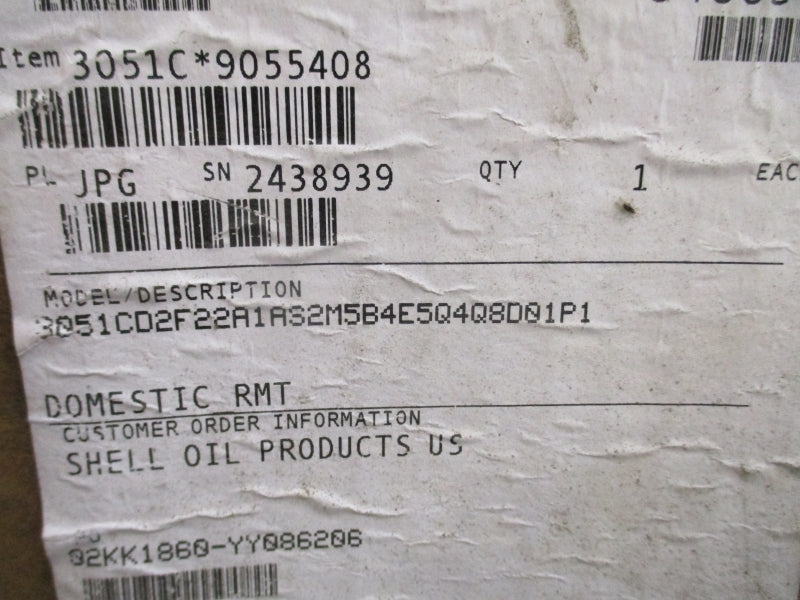 Item 3051C*9055408
PL JPG SN 2438939 QTY 1 EAC
MODEL/DESCRIPTION
3051CD2F22A1AS2M5B4E5Q4Q8D01P1
DOMESTIC RMT
CUSTOMER ORDER INFORMATION
SHELL OIL PRODUCTS US
02KK1860-YY086206